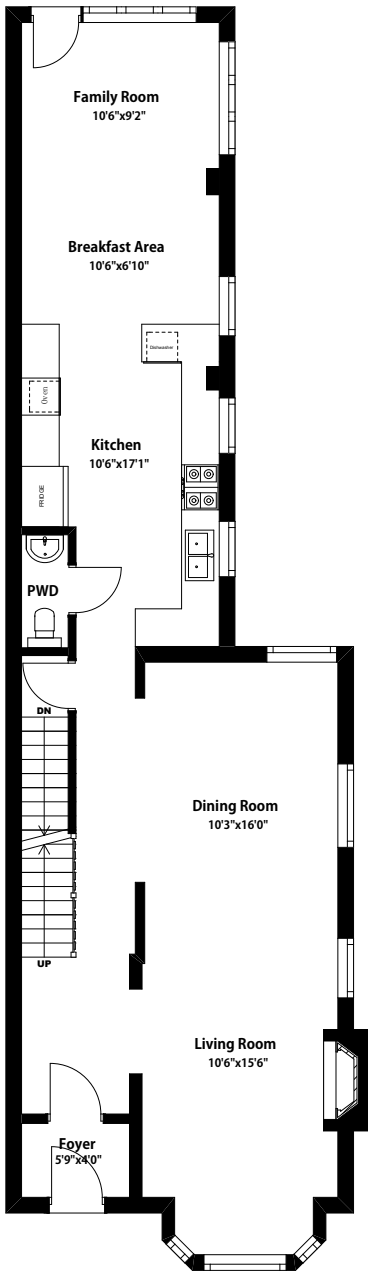 Family Room
10'6"x9'2"
Breakfast Area
10'6"x6'10"
Dishwasher
Oven
Kitchen
10'6"x17'1"
FRIDGE
PWD
DN
Dining Room
10'3"x16'0"
UP
Living Room
10'6"x15'6"
Foyer
5'9"x4'0"